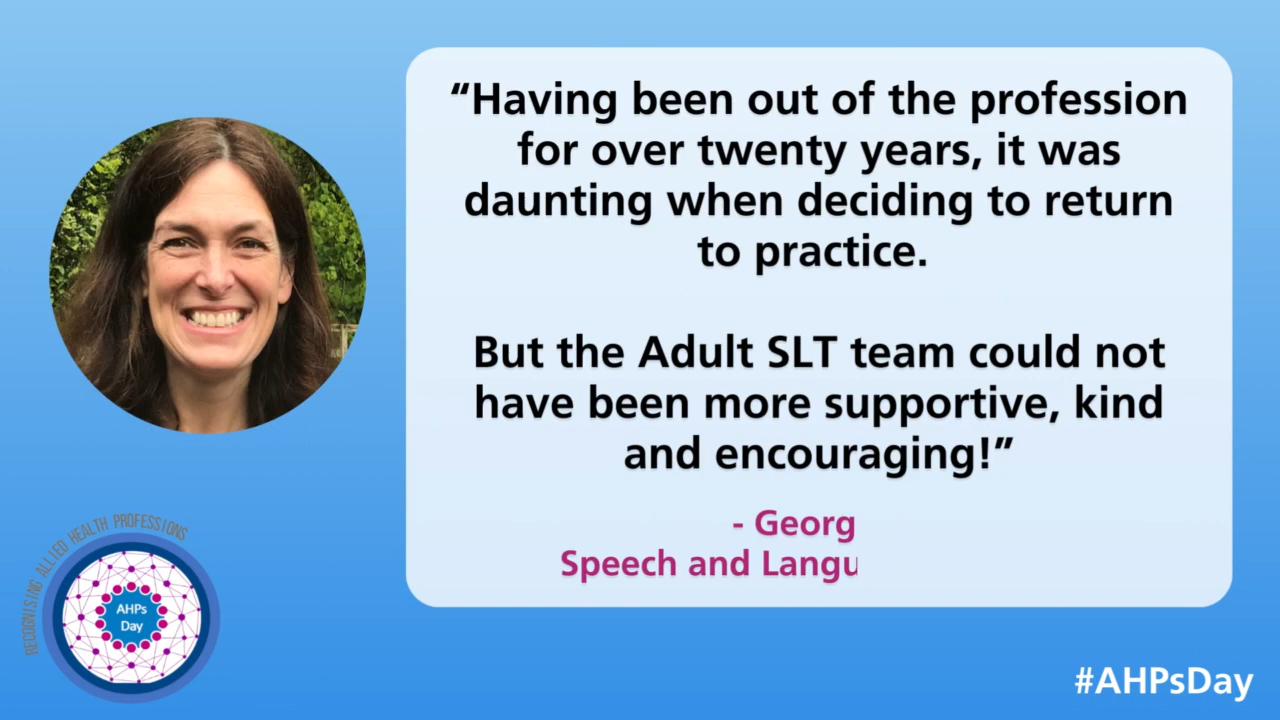 “Having been out of the profession
for over twenty years, it was
daunting when deciding to return
to practice.
But the Adult SLT team could not
have been more supportive, kind
and encouraging!”
- Georg
Speech and Langu
RECOGNISING ALLIED HEALTH PROFESSIONS
AHPs
Day
#AHPsDay